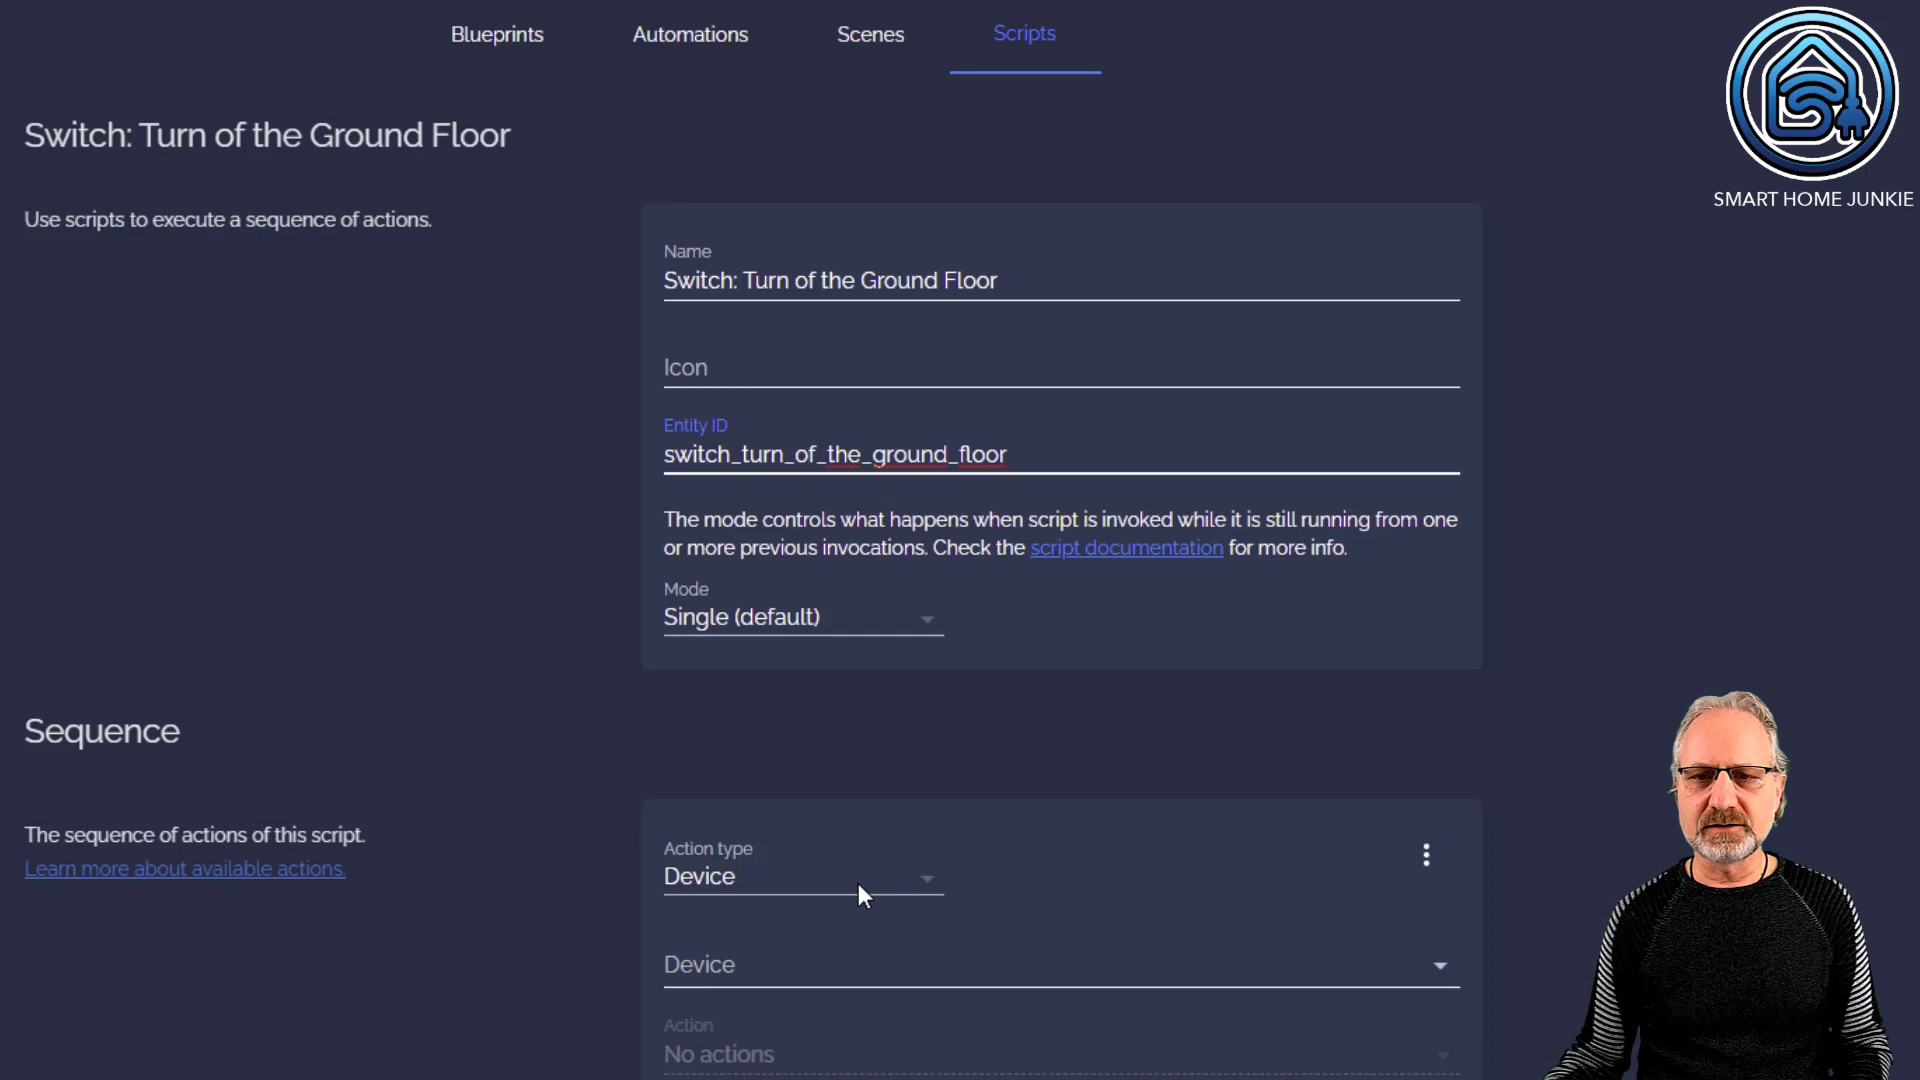 Blueprints
Automations
Scenes
Scripts
SMART HOME JUNKIE
Switch: Turn of the Ground Floor
Use scripts to execute a sequence of actions.
Name
Switch: Turn of the Ground Floor
Icon
Entity ID
switch_turn_of_the_ground_floor
The mode controls what happens when script is invoked while it is still running from one
or more previous invocations. Check the script documentation for more info.
Mode
Single (default)
Sequence
The sequence of actions of this script.
Learn more about available actions.
Action type
Device
Device
Action
No actions